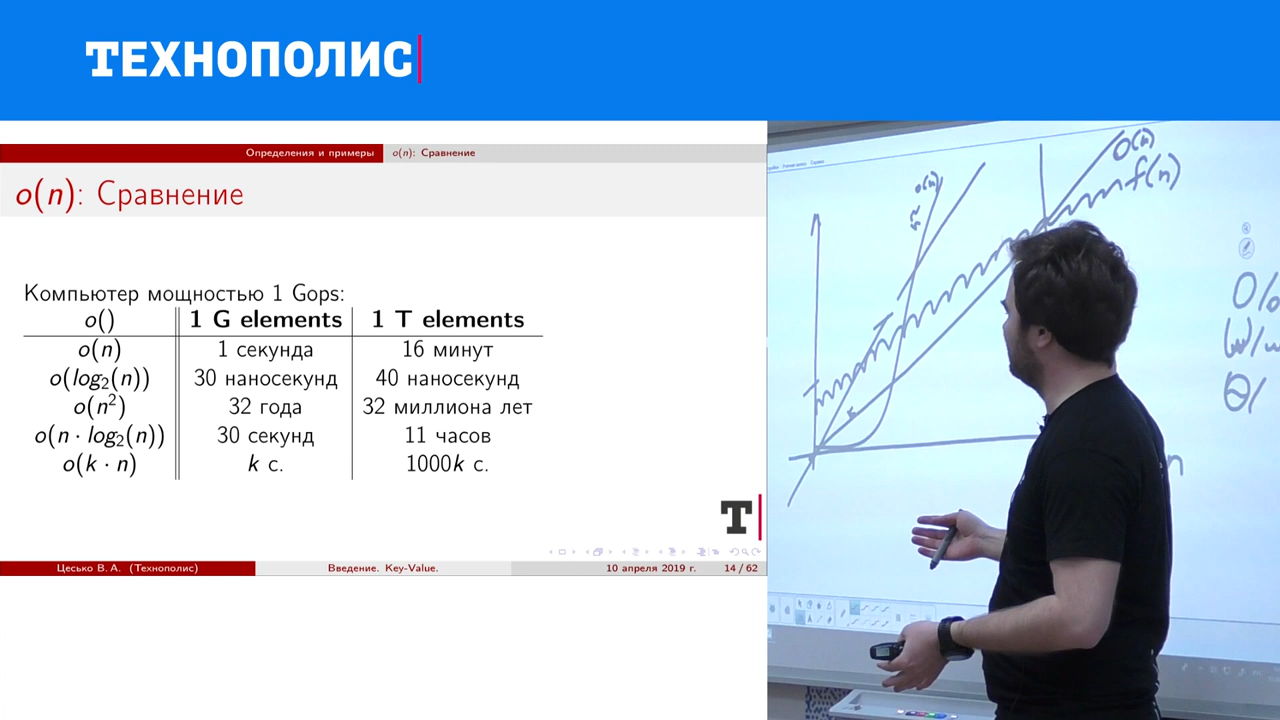 ТЕХНОПОЛИС
Определения и примеры o(n): Сравнение
o(n): Сравнение
Компьютер мощностью 1 Gops:
o() 1 G elements 1 T elements
o(n) 1 секунда 16 минут
o(log₂(n)) 30 наносекунд 40 наносекунд
o(n²) 32 года 32 миллиона лет
o(n · log₂(n)) 30 секунд 11 часов
o(k · n) k с. 1000k с.
Т
Цесько В. А. (Технополис) Введение. Key-Value. 10 апреля 2019 г. 14 / 62
O(n)
f(n)
o(n)
n